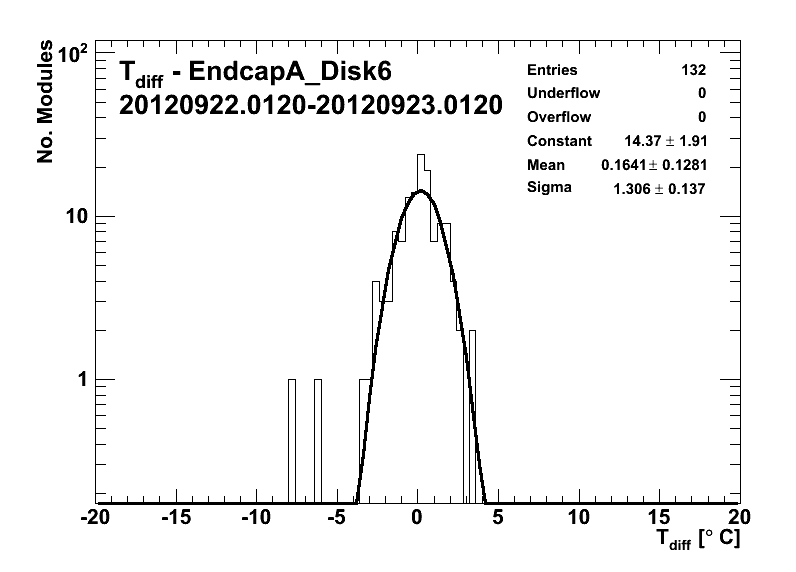 No. Modules
10²
10
1
T_diff - EndcapA_Disk6
20120922.0120-20120923.0120
Entries 132
Underflow 0
Overflow 0
Constant 14.37 ± 1.91
Mean 0.1641 ± 0.1281
Sigma 1.306 ± 0.137
-20 -15 -10 -5 0 5 10 15 20
T_diff [° C]